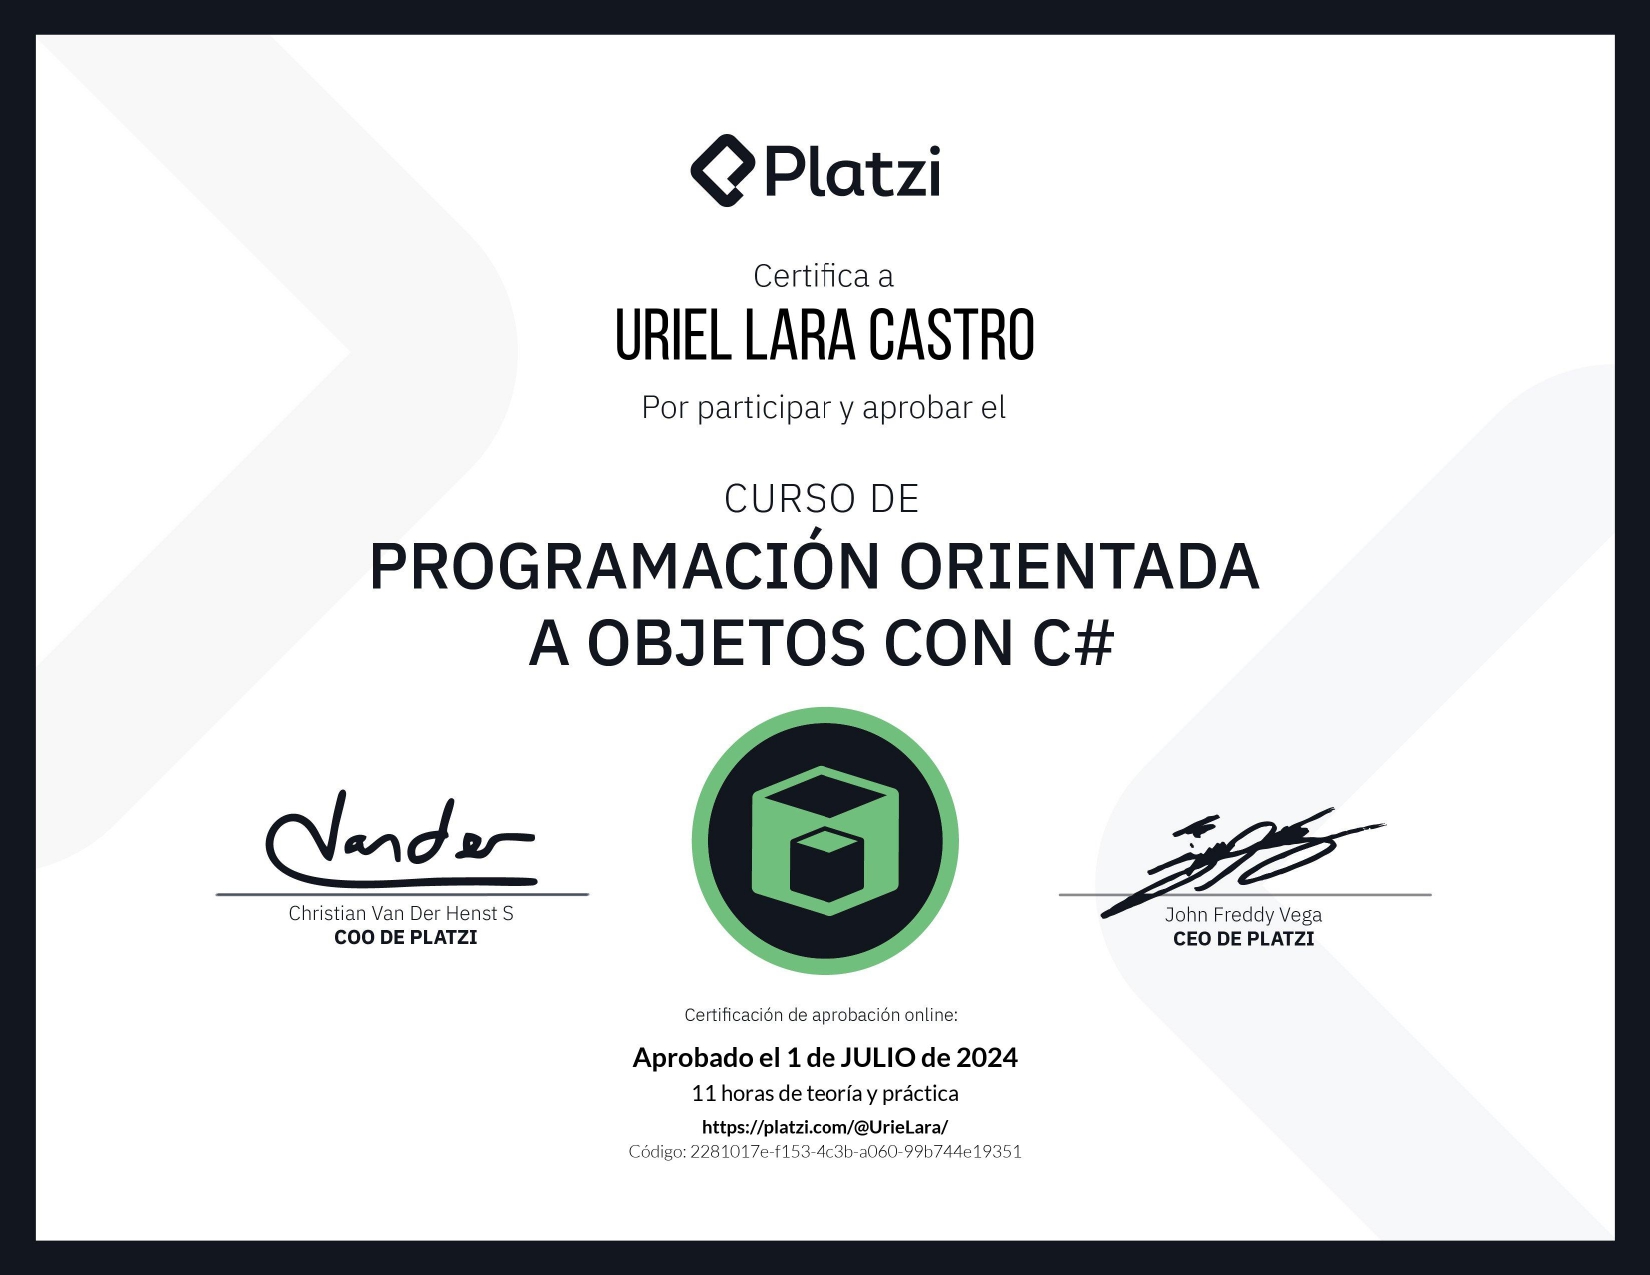 Platzi
Certifica a
URIEL LARA CASTRO
Por participar y aprobar el
CURSO DE
PROGRAMACIÓN ORIENTADA
A OBJETOS CON C#
Vander
Christian Van Der Henst S
COO DE PLATZI
John Freddy Vega
CEO DE PLATZI
Certificación de aprobación online:
Aprobado el 1 de JULIO de 2024
11 horas de teoría y práctica
https://platzi.com/@UrieLara/
Código: 2281017e-f153-4c3b-a060-99b744e19351